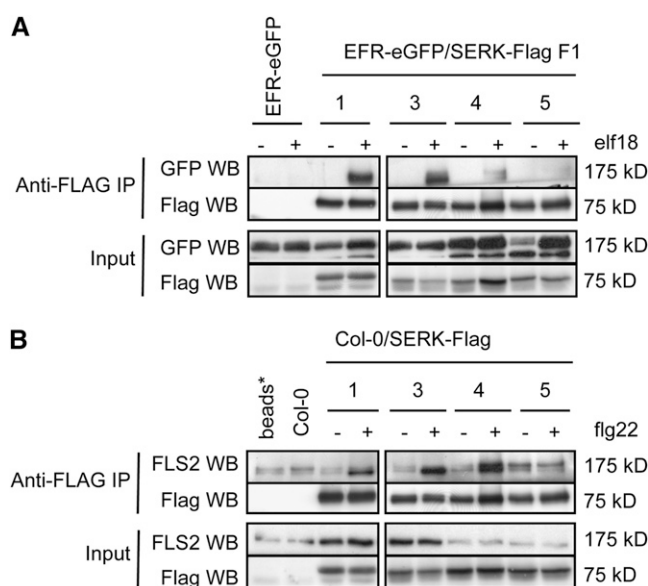 A
EFR-eGFP
EFR-eGFP/SERK-Flag F1
1 3 4 5
- + - + - + - + - + elf18
Anti-FLAG IP
GFP WB 175 kD
Flag WB 75 kD
Input
GFP WB 175 kD
Flag WB 75 kD
B
Col-0/SERK-Flag
beads*
Col-0
1 3 4 5
- + - + - + - + flg22
Anti-FLAG IP
FLS2 WB 175 kD
Flag WB 75 kD
Input
FLS2 WB 175 kD
Flag WB 75 kD